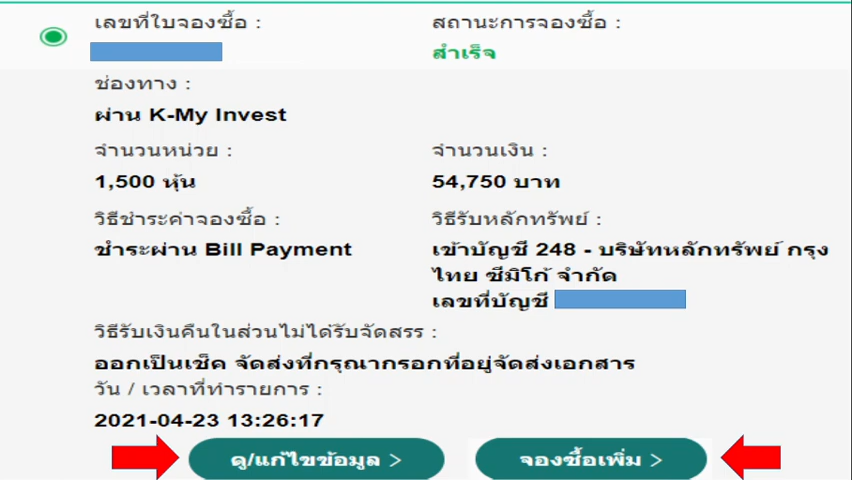 เลขที่ใบจองซื้อ :
สถานะการจองซื้อ :
สำเร็จ
ช่องทาง :
ผ่าน K-My Invest
จำนวนหน่วย :
จำนวนเงิน :
1,500 หุ้น
54,750 บาท
วิธีชำระค่าจองซื้อ :
วิธีรับหลักทรัพย์ :
ชำระผ่าน Bill Payment
เข้าบัญชี 248 - บริษัทหลักทรัพย์ กรุง
ไทย ซีมิโก้ จำกัด
เลขที่บัญชี
วิธีรับเงินคืนในส่วนไม่ได้รับจัดสรร :
ออกเป็นเช็ค จัดส่งที่กรุณากรอกที่อยู่จัดส่งเอกสาร
วัน / เวลาที่ทำรายการ :
2021-04-23 13:26:17
ดู/แก้ไขข้อมูล >
จองซื้อเพิ่ม >